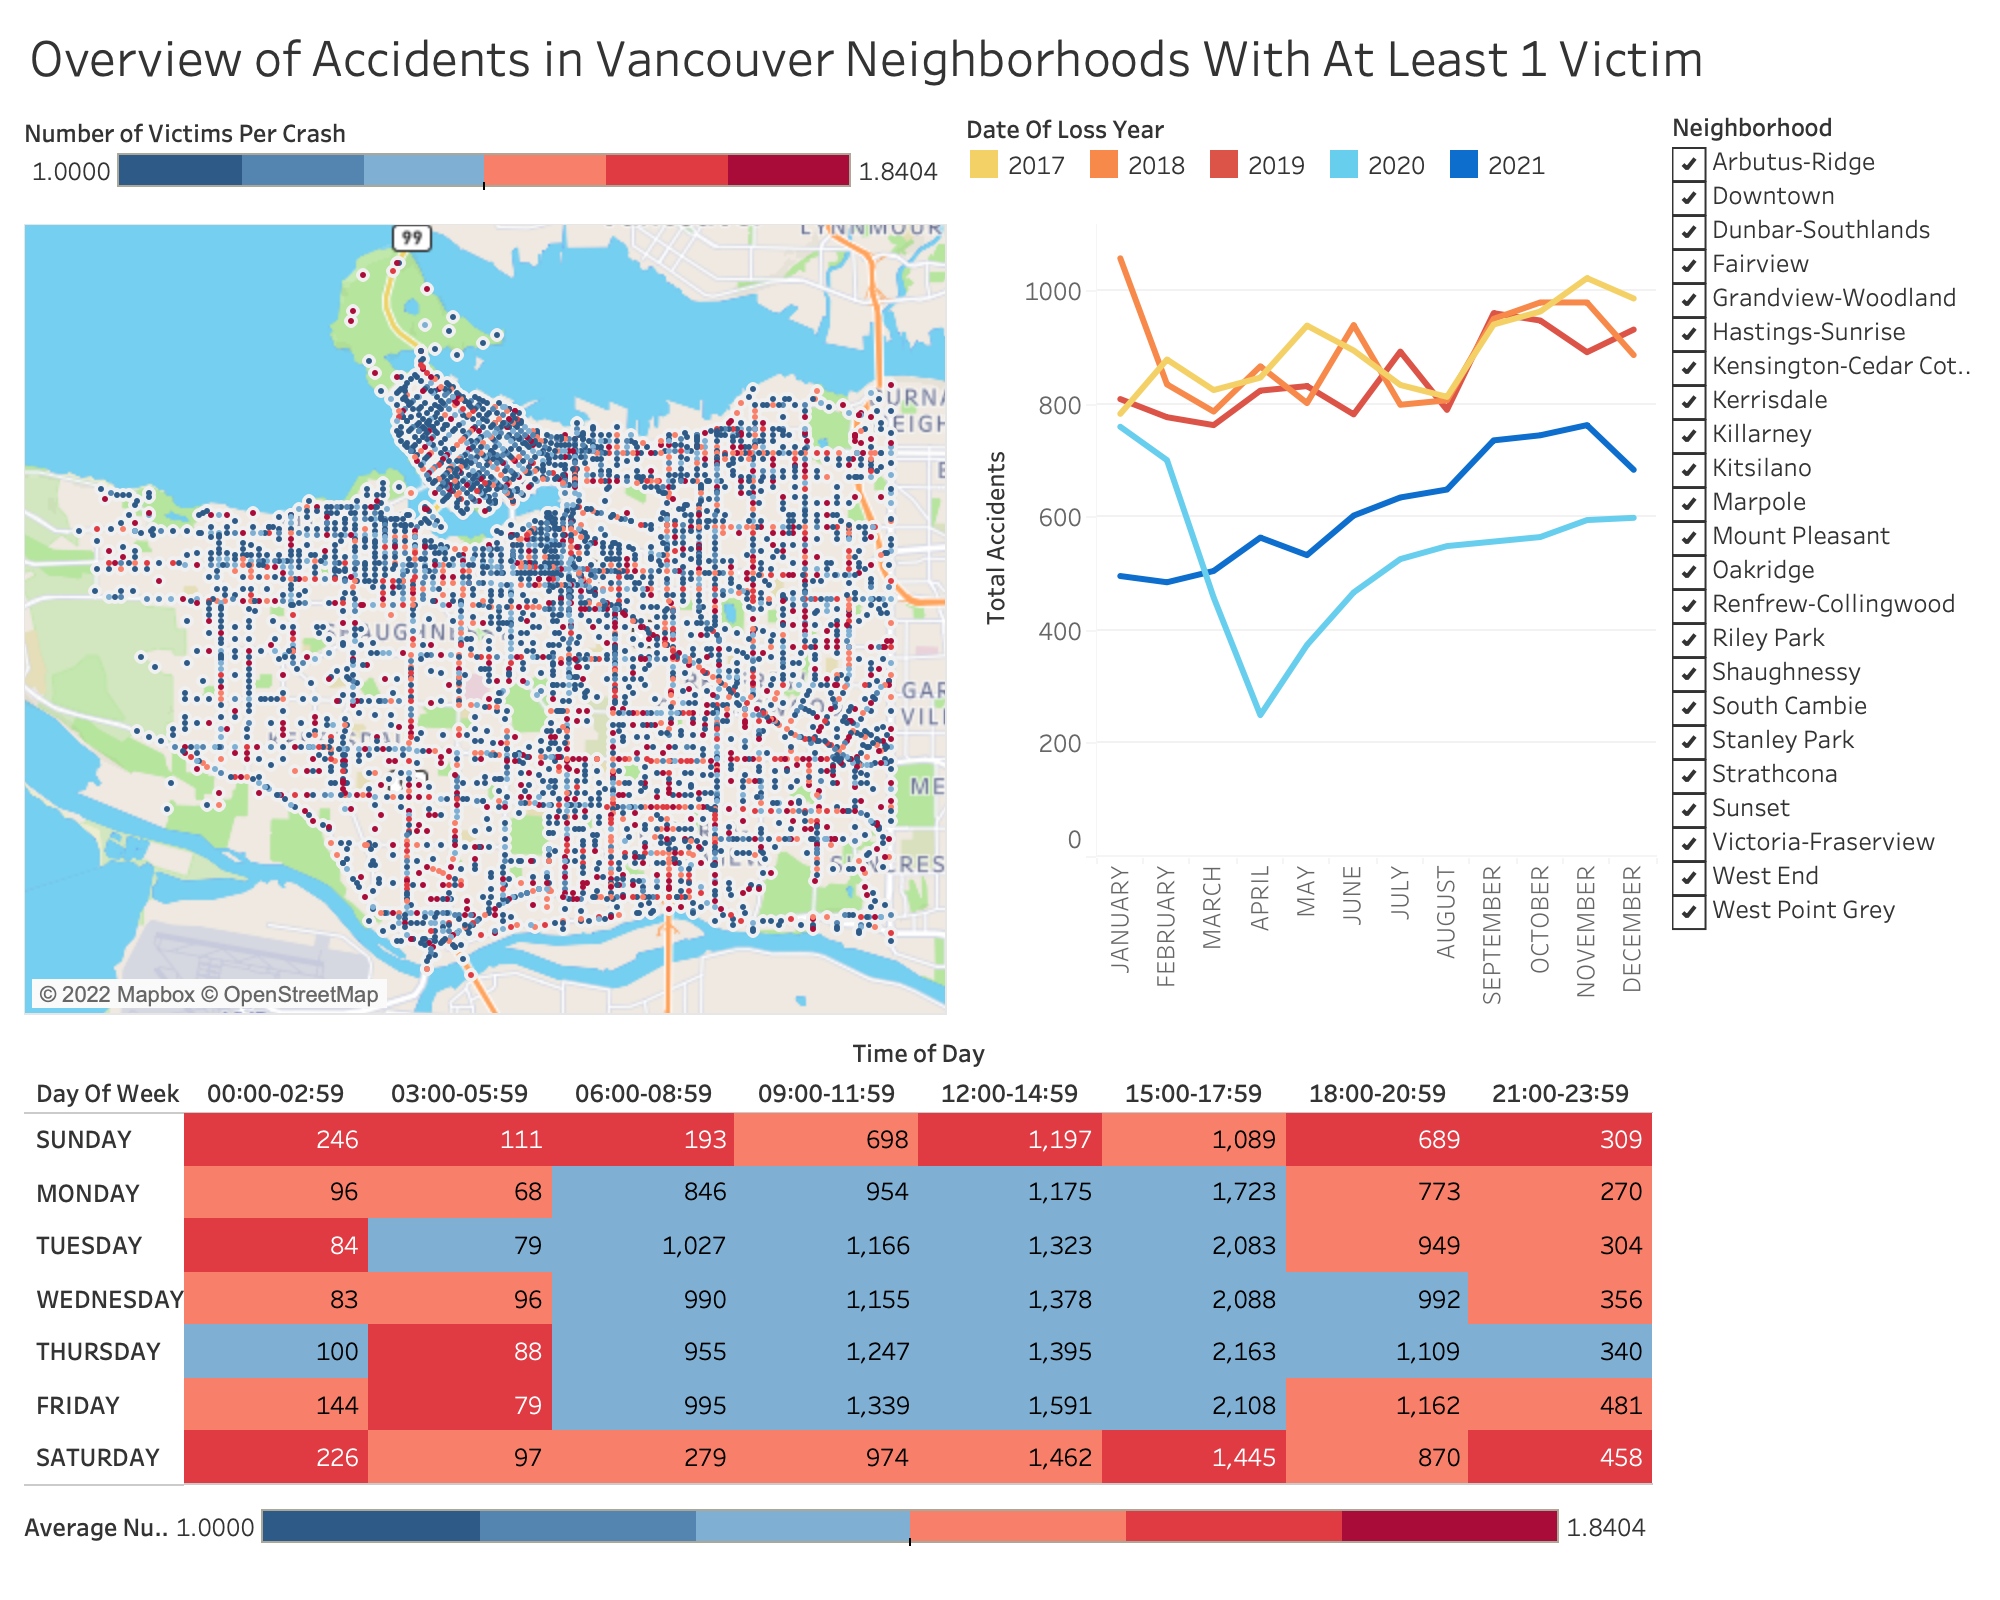 Overview of Accidents in Vancouver Neighborhoods With At Least 1 Victim
Number of Victims Per Crash
1.0000 1.8404
Date Of Loss Year
2017 2018 2019 2020 2021
Neighborhood
Arbutus-Ridge
Downtown
Dunbar-Southlands
Fairview
Grandview-Woodland
Hastings-Sunrise
Kensington-Cedar Cot..
Kerrisdale
Killarney
Kitsilano
Marpole
Mount Pleasant
Oakridge
Renfrew-Collingwood
Riley Park
Shaughnessy
South Cambie
Stanley Park
Strathcona
Sunset
Victoria-Fraserview
West End
West Point Grey
99
LYNNMOUR
URNA
EIGH
GAR
VILL
ME
© 2022 Mapbox © OpenStreetMap
Total Accidents
1000
800
600
400
200
0
JANUARY
FEBRUARY
MARCH
APRIL
MAY
JUNE
JULY
AUGUST
SEPTEMBER
OCTOBER
NOVEMBER
DECEMBER
Time of Day
Day Of Week 00:00-02:59 03:00-05:59 06:00-08:59 09:00-11:59 12:00-14:59 15:00-17:59 18:00-20:59 21:00-23:59
SUNDAY 246 111 193 698 1,197 1,089 689 309
MONDAY 96 68 846 954 1,175 1,723 773 270
TUESDAY 84 79 1,027 1,166 1,323 2,083 949 304
WEDNESDAY 83 96 990 1,155 1,378 2,088 992 356
THURSDAY 100 88 955 1,247 1,395 2,163 1,109 340
FRIDAY 144 79 995 1,339 1,591 2,108 1,162 481
SATURDAY 226 97 279 974 1,462 1,445 870 458
Average Nu.. 1.0000 1.8404